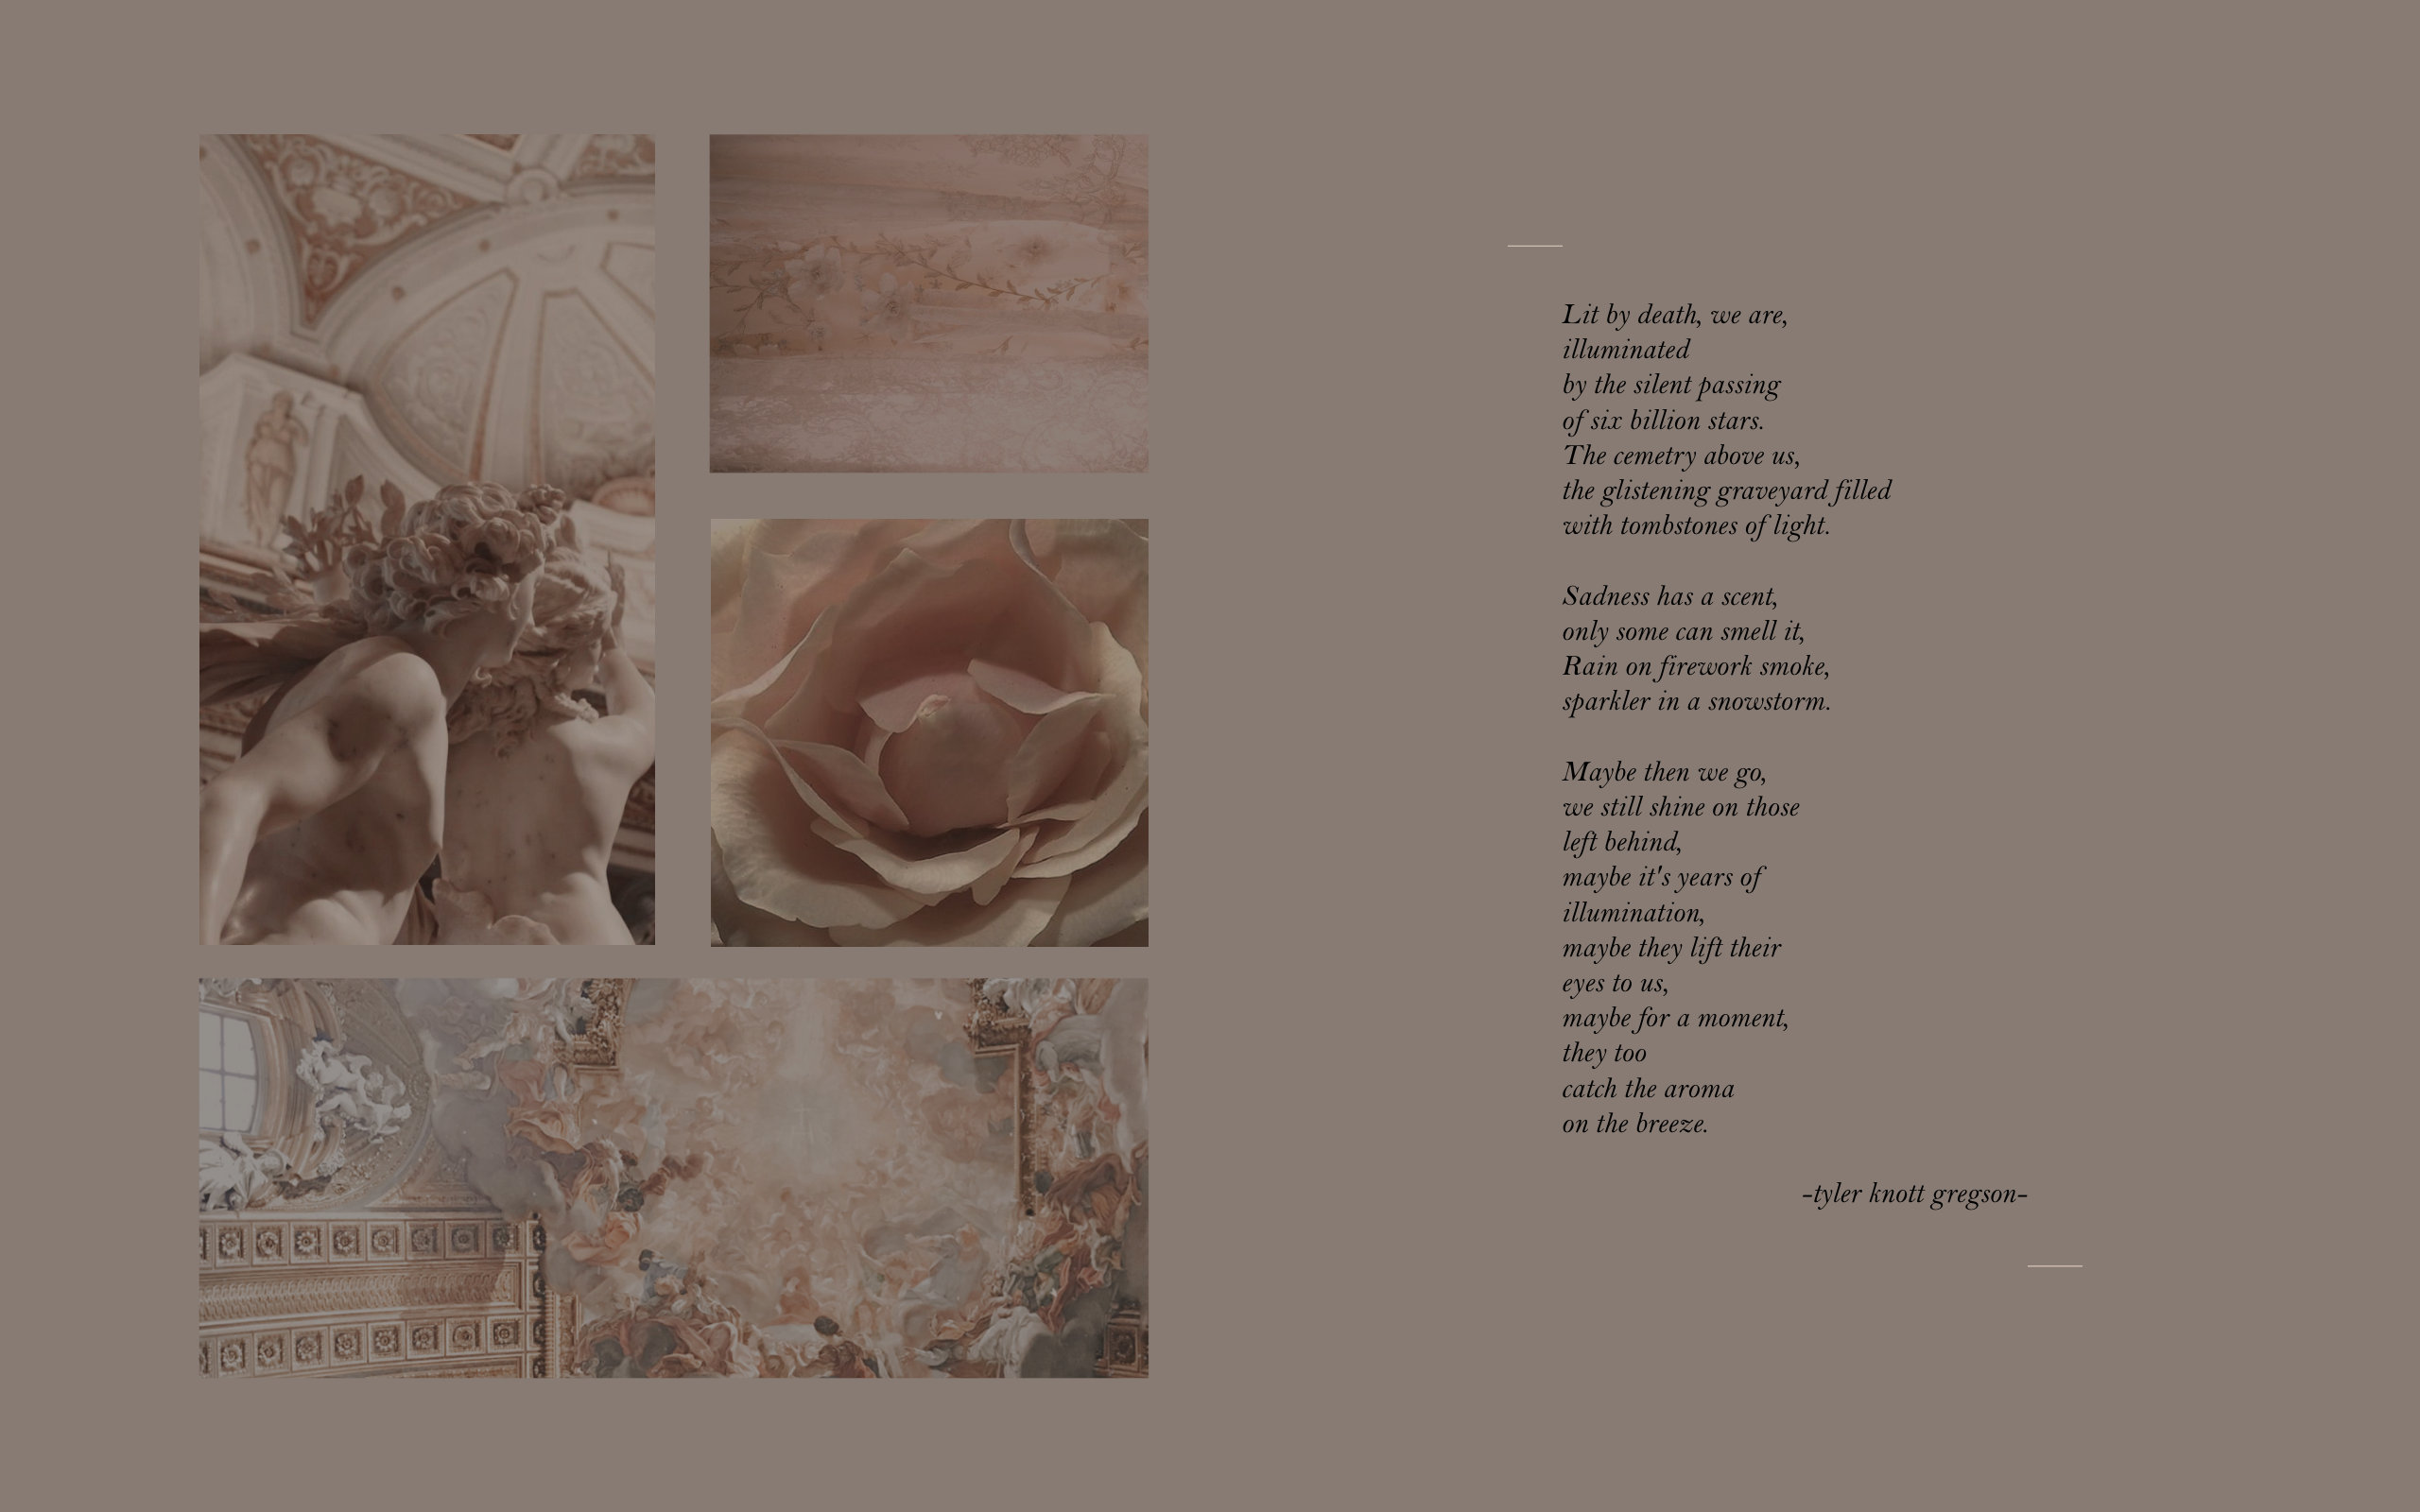 Lit by death, we are,
illuminated
by the silent passing
of six billion stars.
The cemetry above us,
the glistening graveyard filled
with tombstones of light.
Sadness has a scent,
only some can smell it,
Rain on firework smoke,
sparkler in a snowstorm.
Maybe then we go,
we still shine on those
left behind,
maybe it's years of
illumination,
maybe they lift their
eyes to us,
maybe for a moment,
they too
catch the aroma
on the breeze.
-tyler knott gregson-